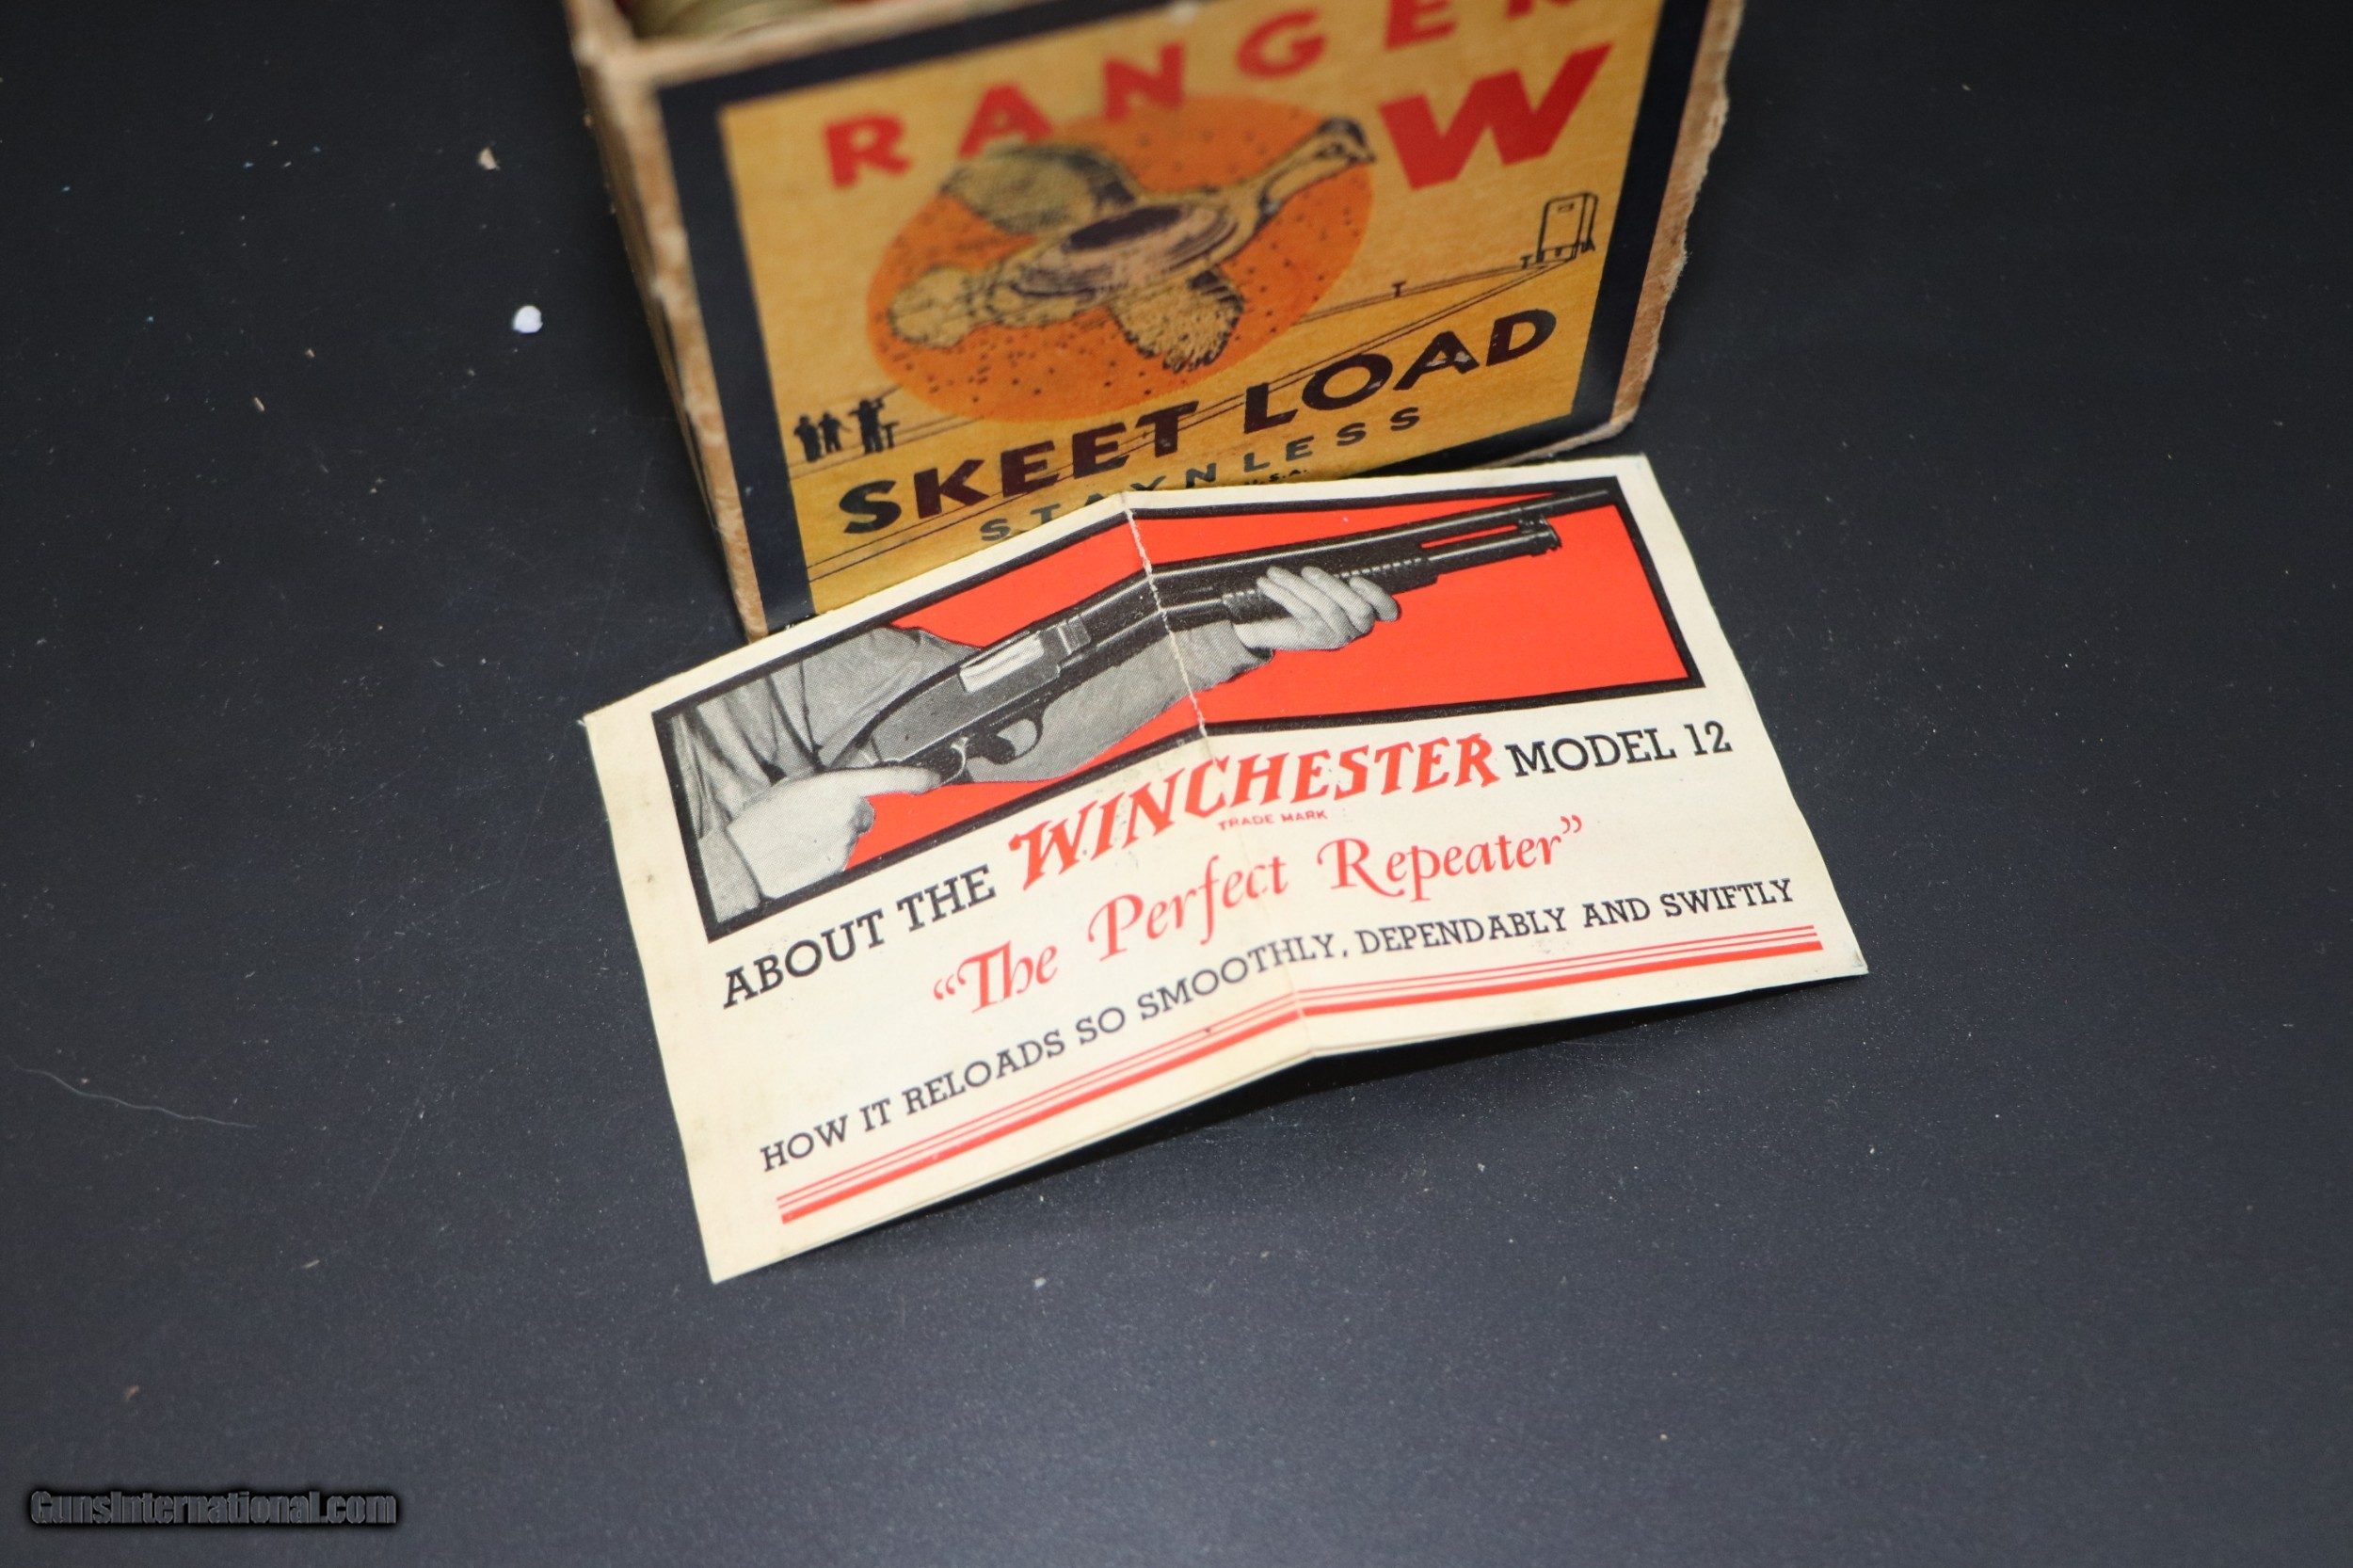 RANGER
W
SKEET LOAD
STAYNLESS
U.S.A.
ABOUT THE WINCHESTER MODEL 12
TRADE MARK
“The Perfect Repeater”
HOW IT RELOADS SO SMOOTHLY, DEPENDABLY AND SWIFTLY
GunsInternational.com